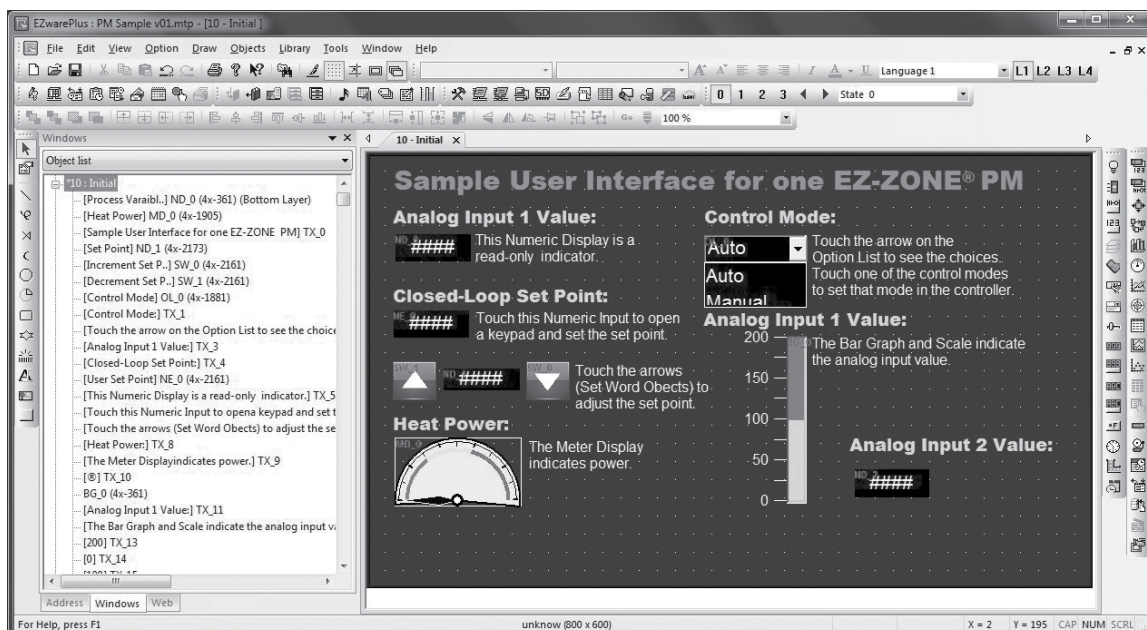 EZwarePlus : PM Sample v01.mtp - [10 - Initial ]
File Edit View Option Draw Objects Library Tools Window Help
Language 1 L1 L2 L3 L4
0 1 2 3 State 0
Go 100 %
Windows
10 - Initial
Object list
*10 : Initial
[Process Varaibl..] ND_0 (4x-361) (Bottom Layer)
[Heat Power] MD_0 (4x-1905)
[Sample User Interface for one EZ-ZONE PM] TX_0
[Set Point] ND_1 (4x-2173)
[Increment Set P..] SW_0 (4x-2161)
[Decrement Set P..] SW_1 (4x-2161)
[Control Mode] OL_0 (4x-1881)
[Control Mode:] TX_1
[Touch the arrow on the Option List to see the choice
[Analog Input 1 Value:] TX_3
[Closed-Loop Set Point:] TX_4
[User Set Point] NE_0 (4x-2161)
[This Numeric Display is a read-only indicator.] TX_5
[Touch this Numeric Input to opena keypad and set t
[Touch the arrows (Set Word Obects) to adjust the se
[Heat Power:] TX_8
[The Meter Displayindicates power.] TX_9
[®] TX_10
BG_0 (4x-361)
[Analog Input 1 Value:] TX_11
[The Bar Graph and Scale indicate the analog input v
[200] TX_13
[0] TX_14
Address Windows Web
Sample User Interface for one EZ-ZONE® PM
Analog Input 1 Value:
ND_0
####
This Numeric Display is a
read-only indicator.
Closed-Loop Set Point:
NE_0
####
Touch this Numeric Input to open
a keypad and set the set point.
SW_1
ND
####
SW_0
Touch the arrows
(Set Word Obects) to
adjust the set point.
Heat Power:
MD_0
The Meter Display
indicates power.
Control Mode:
Auto
Auto
Manual
Touch the arrow on the
Option List to see the choices.
Touch one of the control modes
to set that mode in the controller.
Analog Input 1 Value:
200
150
100
50
0
The Bar Graph and Scale indicate
the analog input value.
Analog Input 2 Value:
ND_2
####
For Help, press F1 unknow (800 x 600) X = 2 Y = 195 CAP NUM SCRL